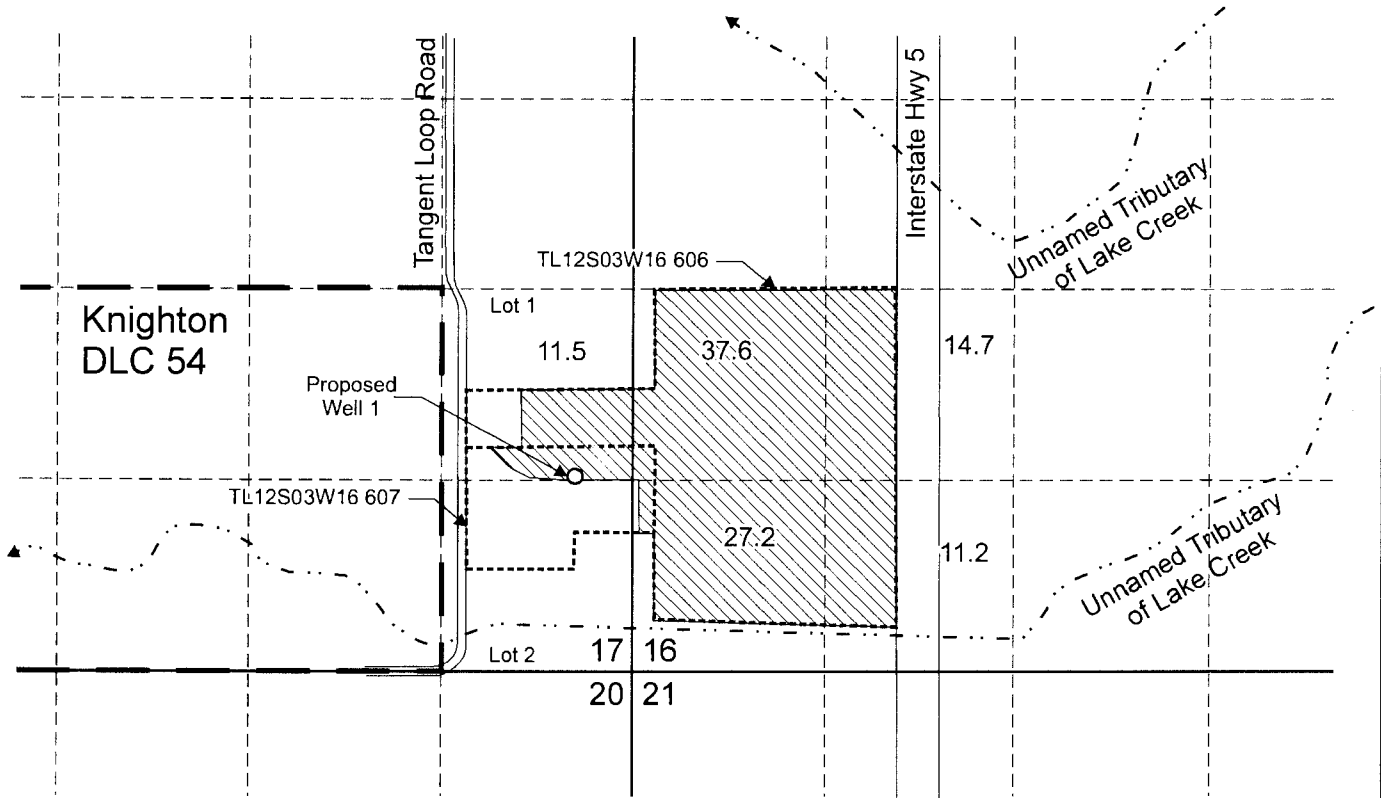 Tangent Loop Road
Interstate Hwy 5
Unnamed Tributary
of Lake Creek
TL12S03W16 606
Knighton
DLC 54
Lot 1
11.5
37.6
14.7
Proposed
Well 1
TL12S03W16 607
27.2
11.2
Unnamed Tributary
of Lake Creek
Lot 2
17 16
20 21